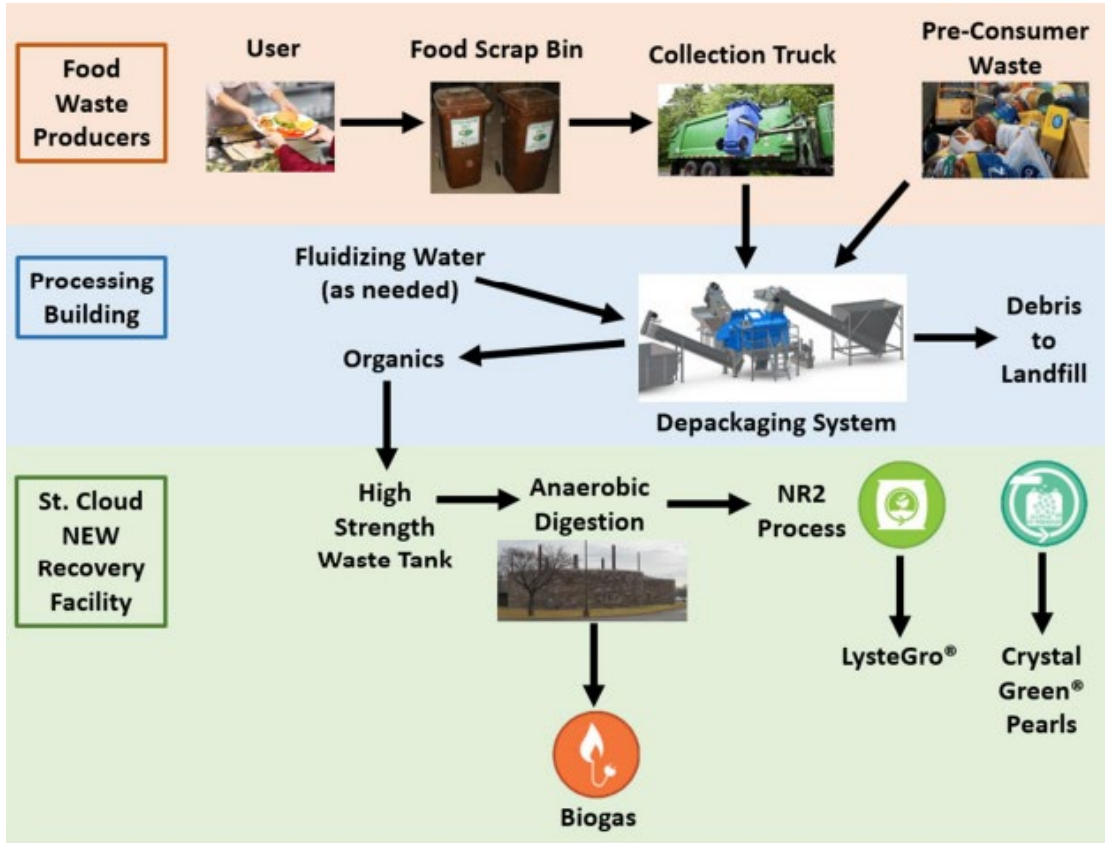 Food
Waste
Producers
User
Food Scrap Bin
Collection Truck
Pre-Consumer
Waste
Processing
Building
Fluidizing Water
(as needed)
Organics
Depackaging System
Debris
to
Landfill
St. Cloud
NEW
Recovery
Facility
High
Strength
Waste Tank
Anaerobic
Digestion
NR2
Process
LysteGro®
Crystal
Green®
Pearls
Biogas